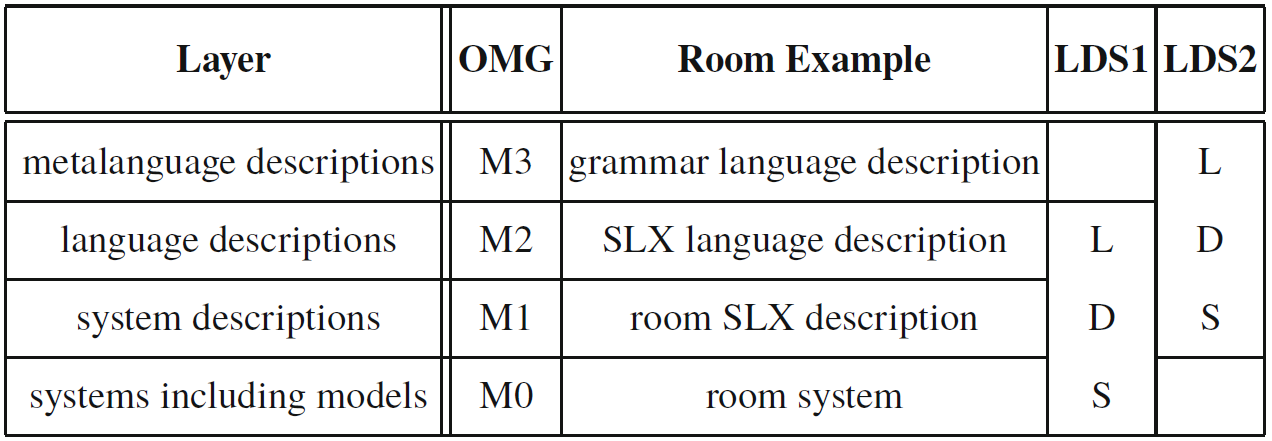 Layer OMG Room Example LDS1 LDS2
metalanguage descriptions M3 grammar language description L
language descriptions M2 SLX language description L D
system descriptions M1 room SLX description D S
systems including models M0 room system S